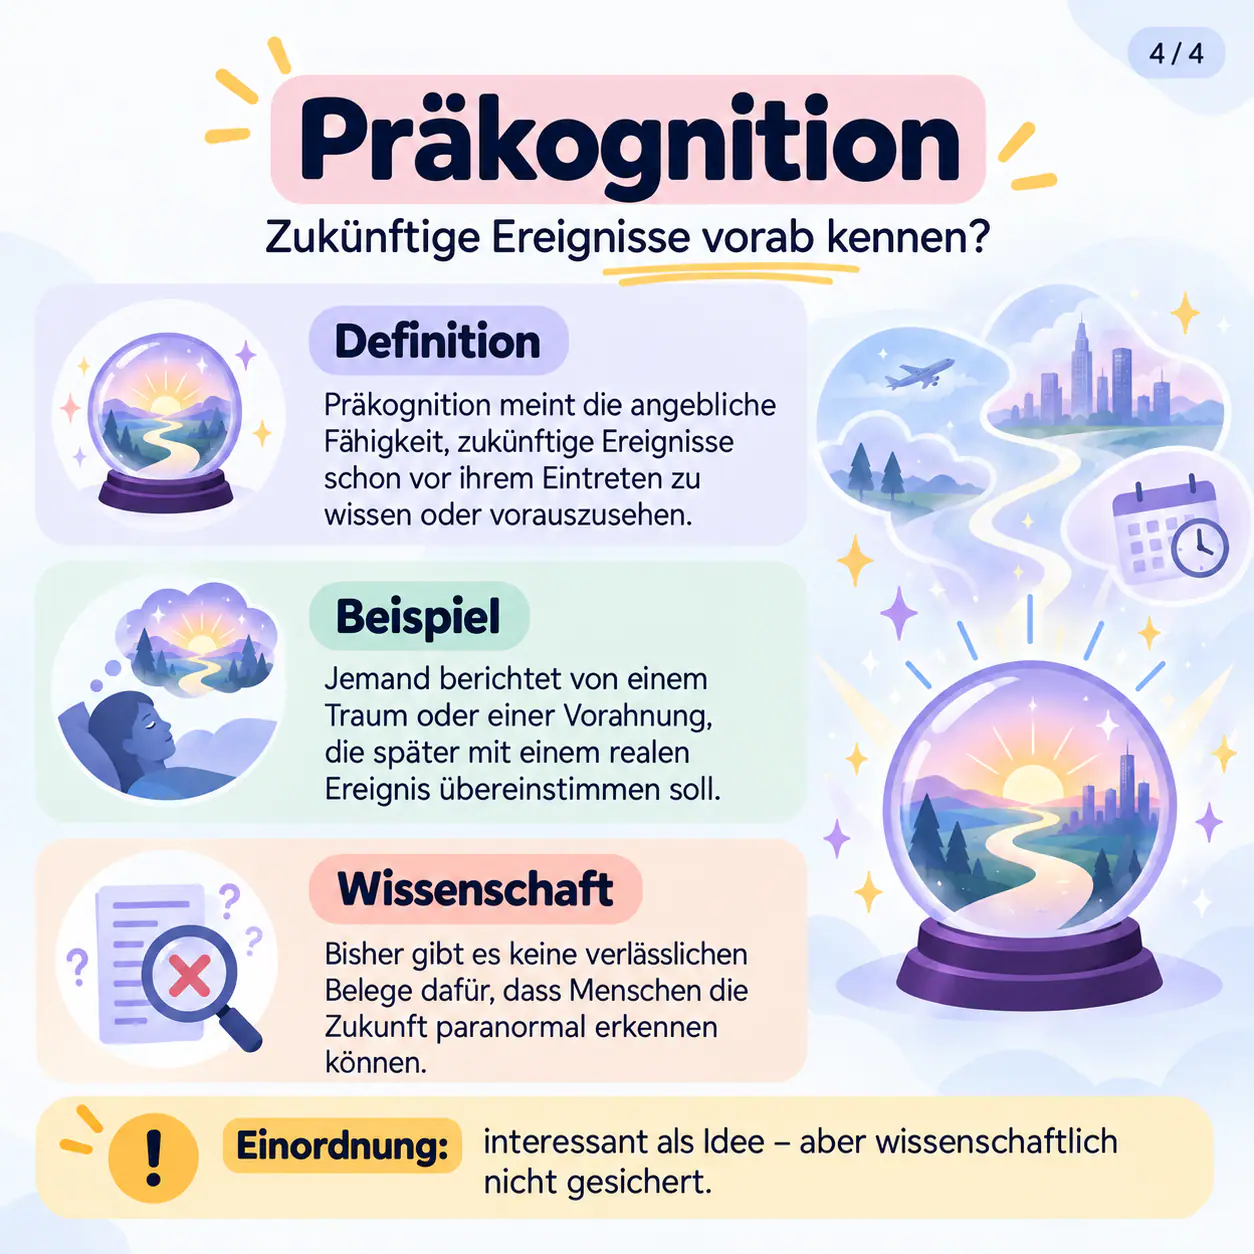 4 / 4
Präkognition
Zukünftige Ereignisse vorab kennen?
Definition
Präkognition meint die angebliche
Fähigkeit, zukünftige Ereignisse
schon vor ihrem Eintreten zu
wissen oder vorauszusehen.
Beispiel
Jemand berichtet von einem
Traum oder einer Vorahnung,
die später mit einem realen
Ereignis übereinstimmen soll.
Wissenschaft
Bisher gibt es keine verlässlichen
Belege dafür, dass Menschen die
Zukunft paranormal erkennen
können.
? ? ?
!
Einordnung:
interessant als Idee – aber wissenschaftlich
nicht gesichert.